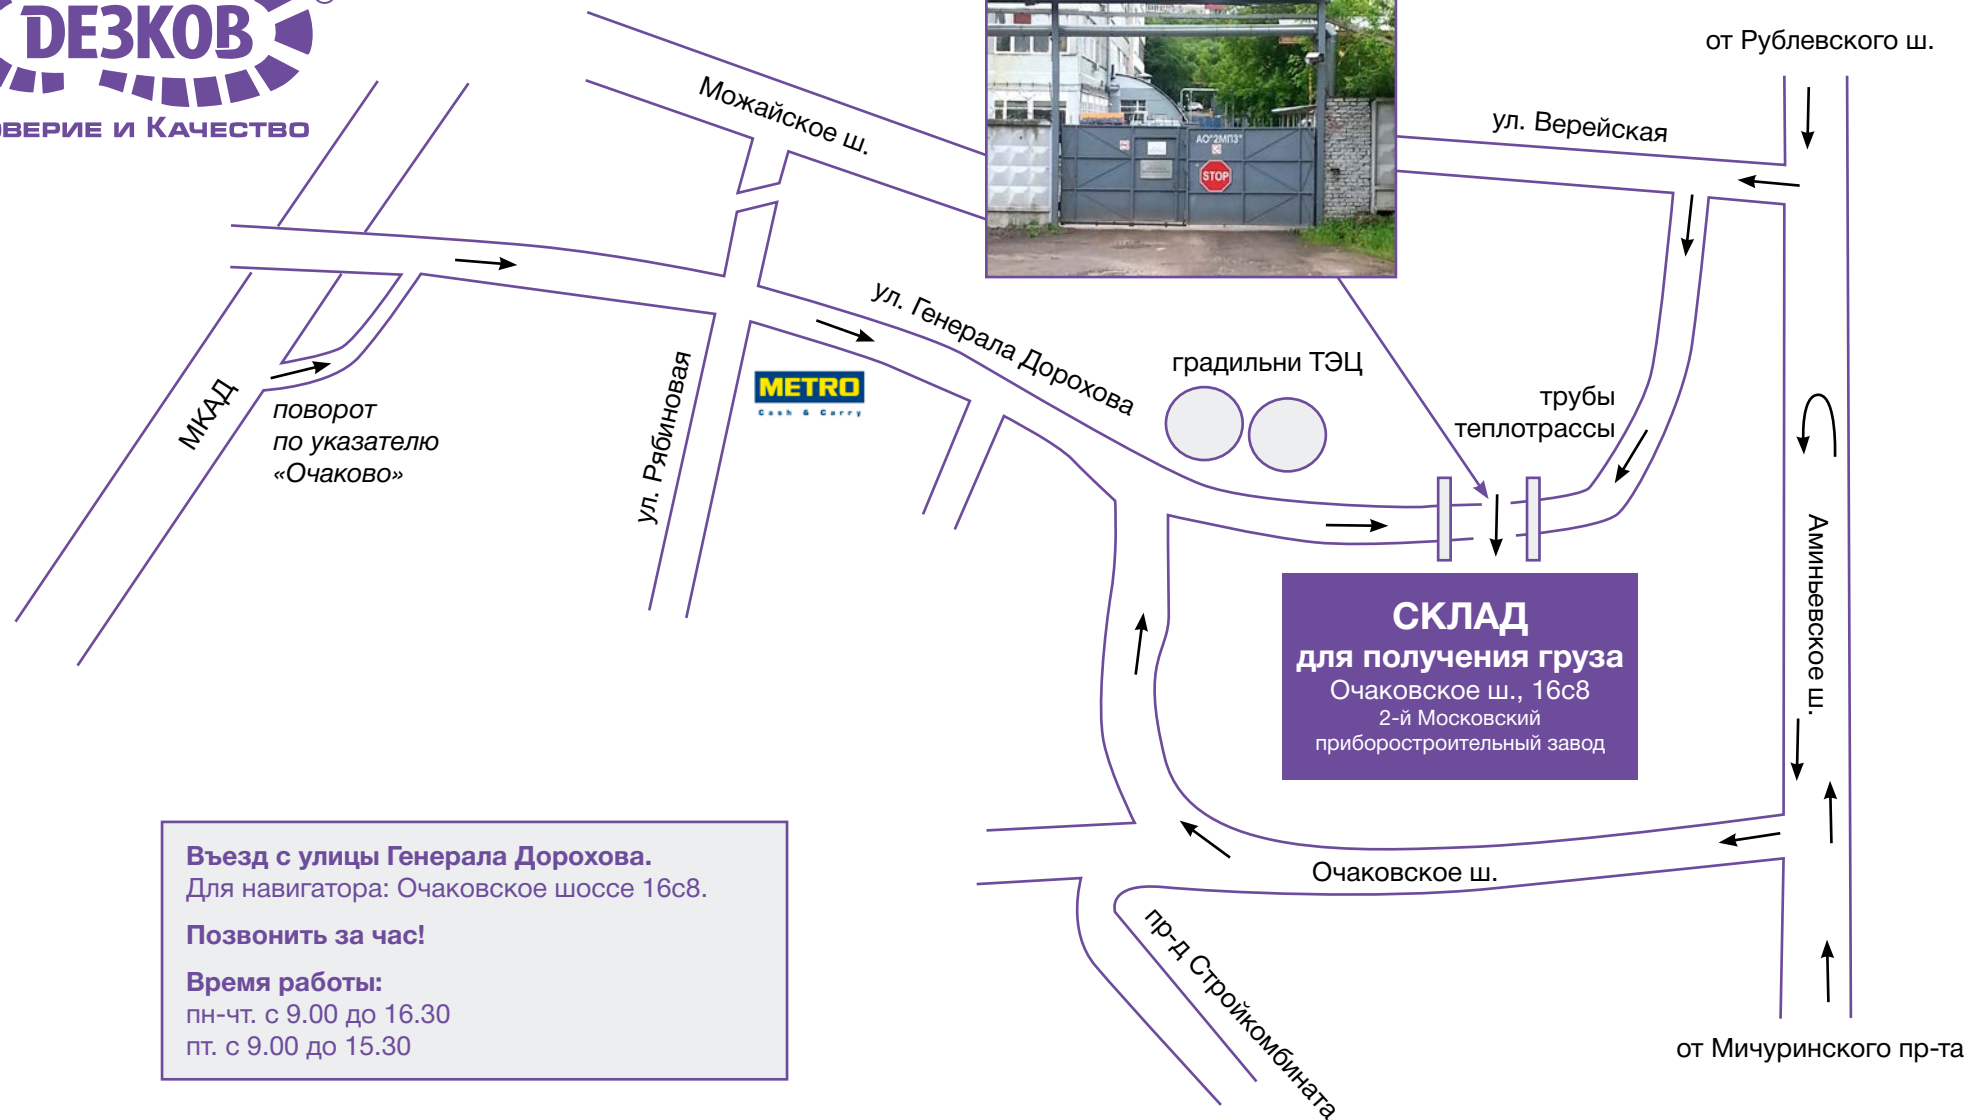 ДЕЗКОВ
ОВЕРИЕ И КАЧЕСТВО
от Рублевского ш.
Можайское ш.
ул. Верейская
АО"2МПЗ"
STOP
ул. Генерала Дорохова
градильни ТЭЦ
METRO
Cash & Carry
МКАД
поворот
по указателю
«Очаково»
ул. Рябиновая
трубы
теплотрассы
Аминьевское ш.
СКЛАД
для получения груза
Очаковское ш., 16с8
2-й Московский
приборостроительный завод
Въезд с улицы Генерала Дорохова.
Для навигатора: Очаковское шоссе 16с8.
Позвонить за час!
Время работы:
пн-чт. с 9.00 до 16.30
пт. с 9.00 до 15.30
Очаковское ш.
пр-д Стройкомбината
от Мичуринского пр-та